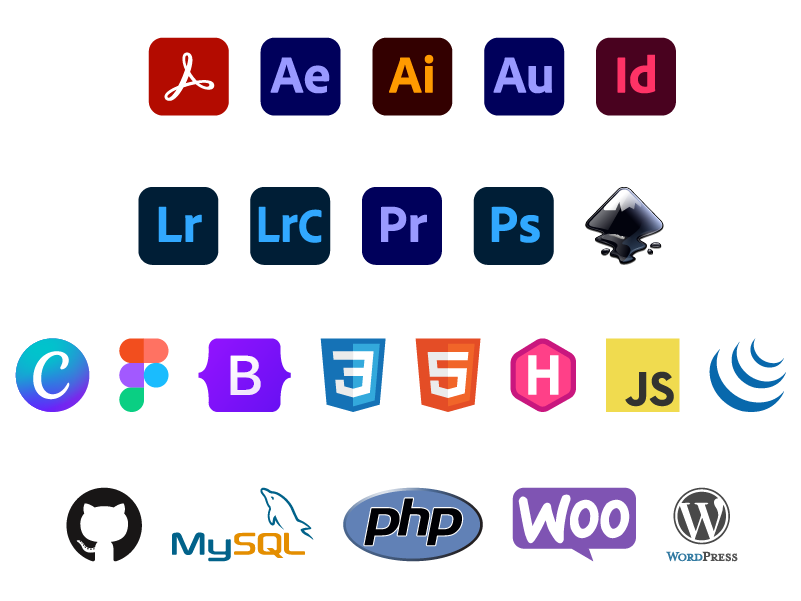 Ae Ai Au Id
Lr LrC Pr Ps
C B 3 5 H JS
MySQL php WOO W
WORDPRESS